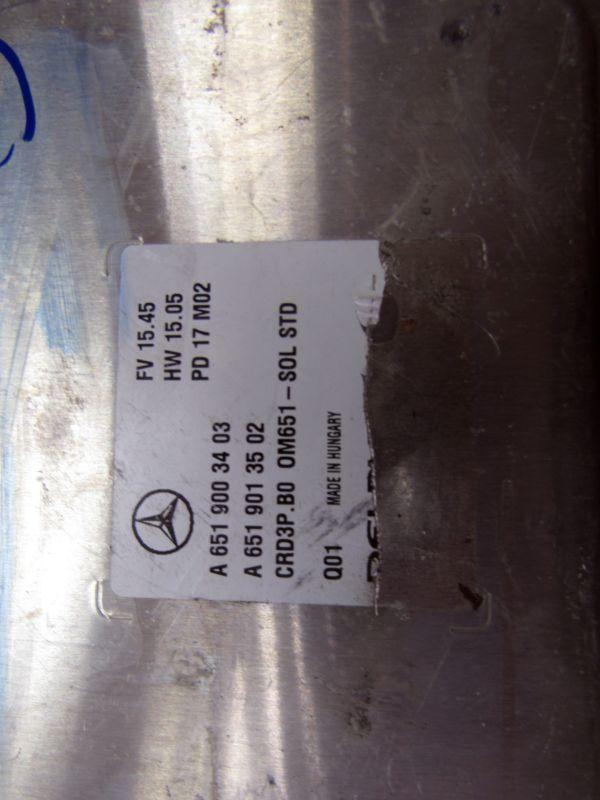 FV 15.45
HW 15.05
PD 17 M02
A 651 900 34 03
A 651 901 35 02
CRD3P.B0 OM651-SOL STD
Q01 MADE IN HUNGARY